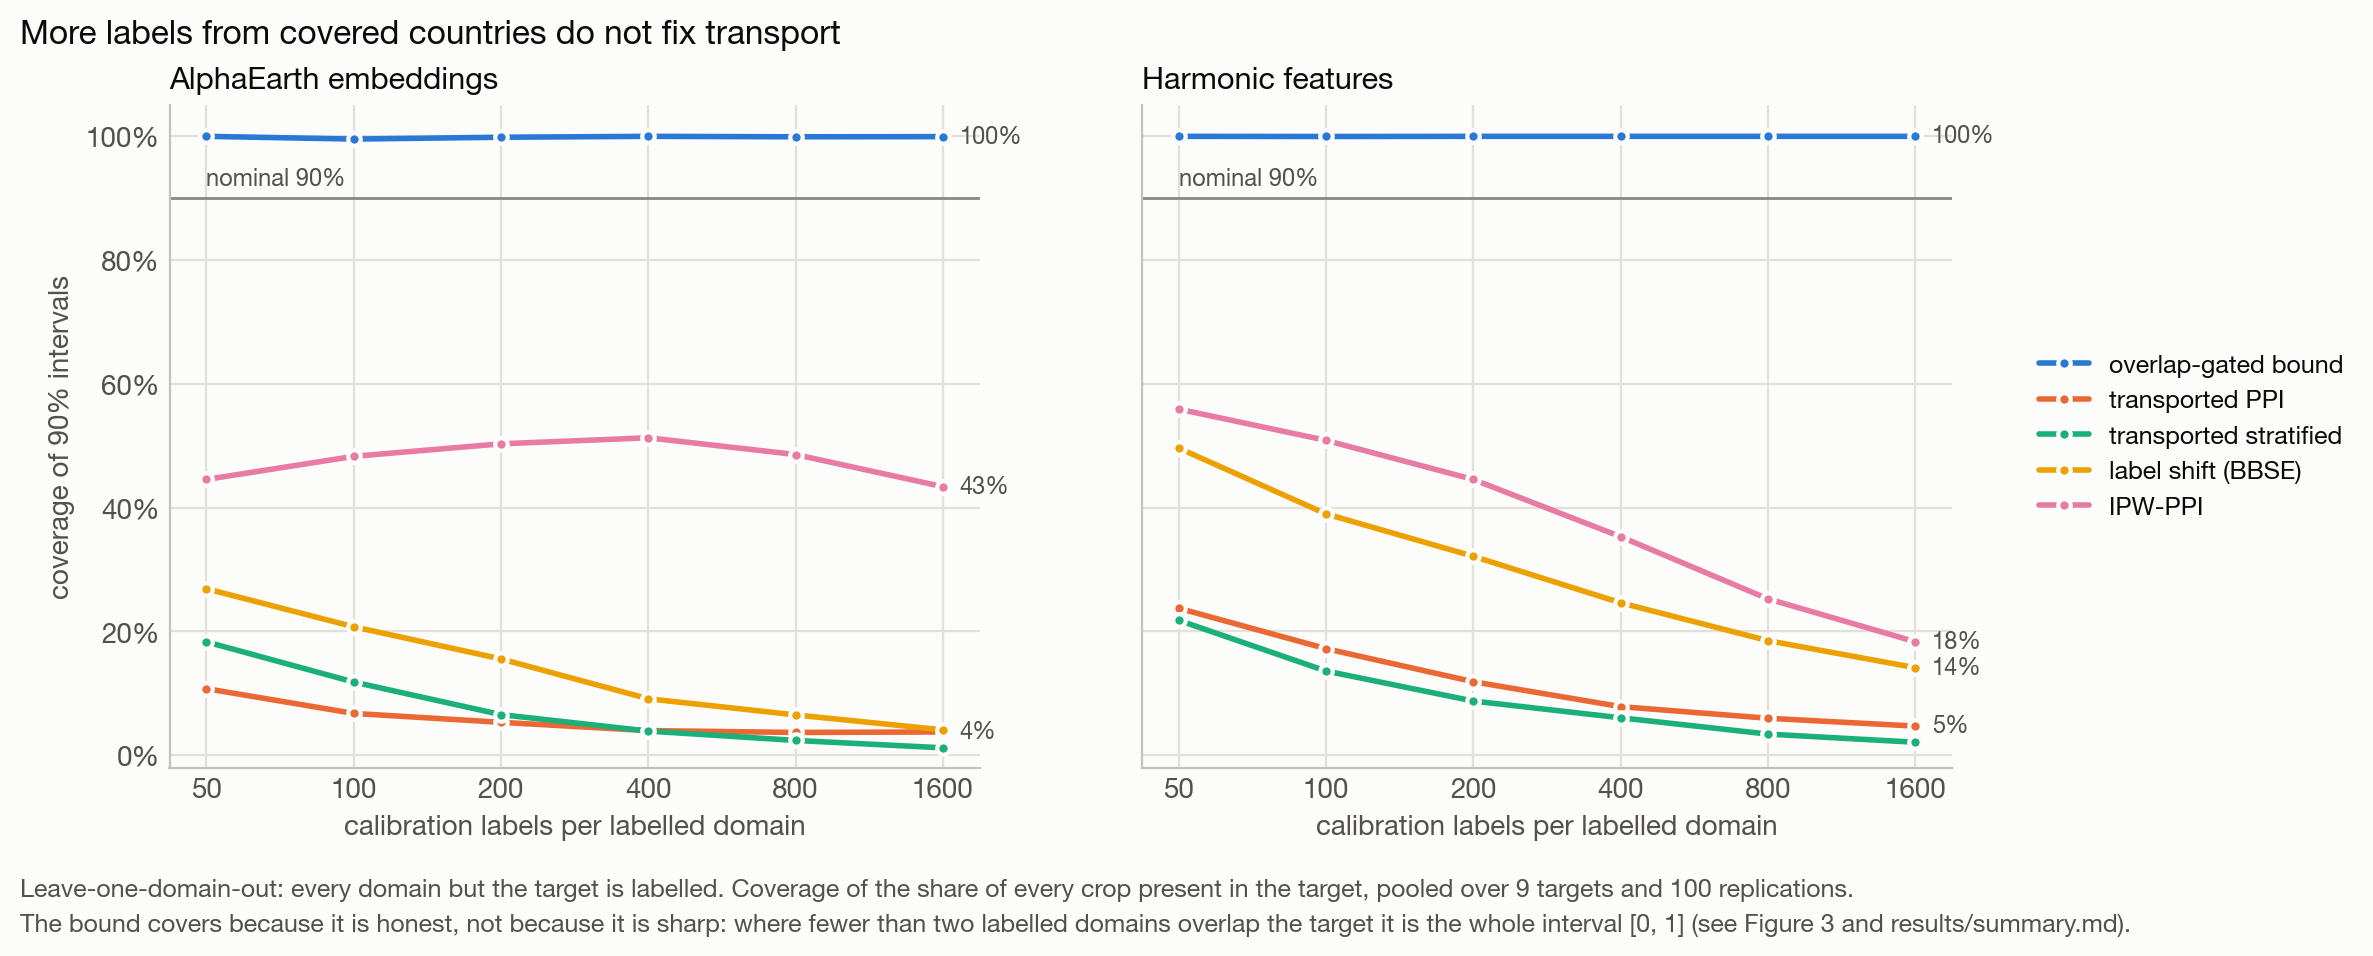 More labels from covered countries do not fix transport
AlphaEarth embeddings
100%
80%
60%
40%
20%
0%
coverage of 90% intervals
nominal 90%
100%
43%
4%
50 100 200 400 800 1600
calibration labels per labelled domain
Harmonic features
nominal 90%
100%
18%
14%
5%
50 100 200 400 800 1600
calibration labels per labelled domain
overlap-gated bound
transported PPI
transported stratified
label shift (BBSE)
IPW-PPI
Leave-one-domain-out: every domain but the target is labelled. Coverage of the share of every crop present in the target, pooled over 9 targets and 100 replications.
The bound covers because it is honest, not because it is sharp: where fewer than two labelled domains overlap the target it is the whole interval [0, 1] (see Figure 3 and results/summary.md).